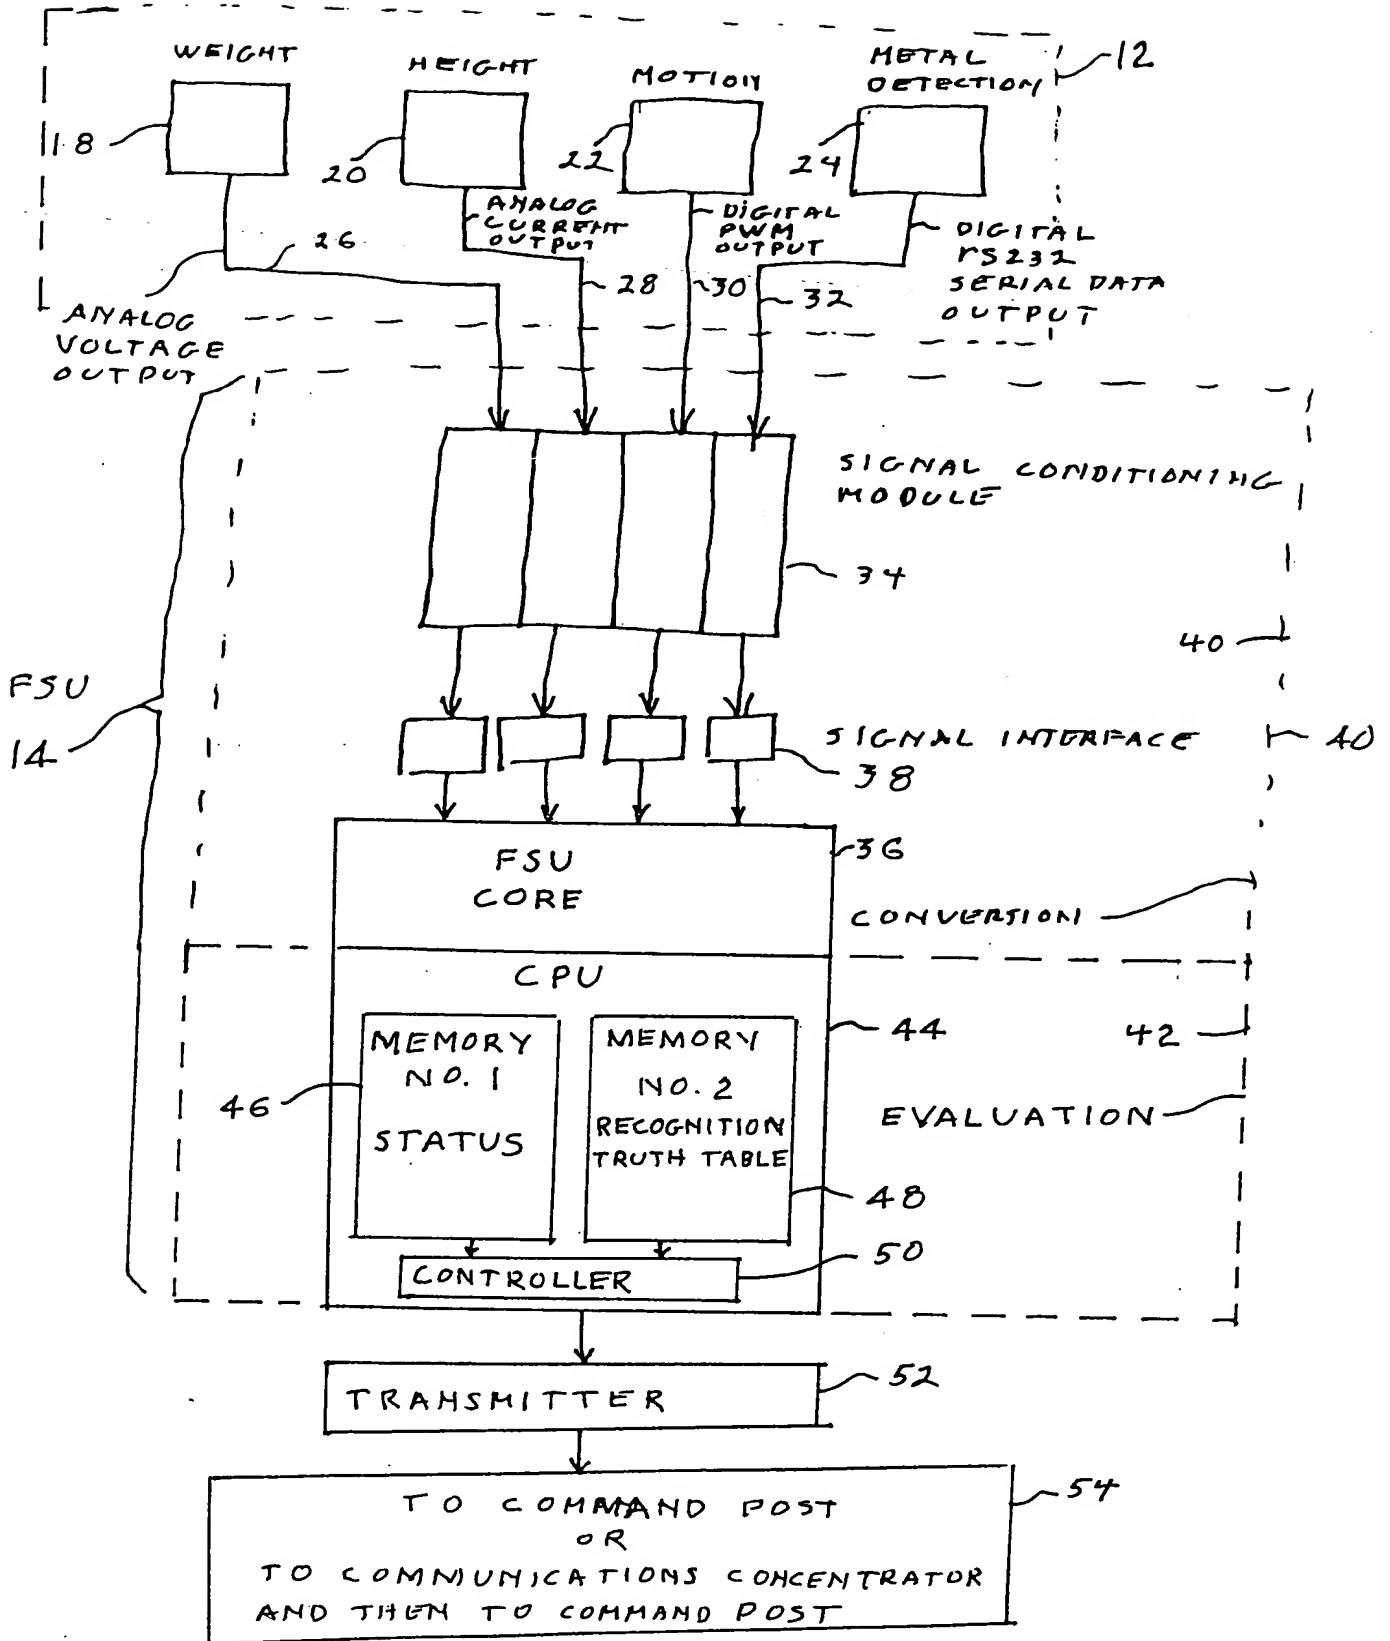 WEIGHT
HEIGHT
MOTION
METAL
DETECTION
12
18
20
22
24
ANALOG
CURRENT
OUTPUT
DIGITAL
PWM
OUTPUT
DIGITAL
RS232
SERIAL DATA
OUTPUT
26
28
30
32
ANALOG
VOLTAGE
OUTPUT
SIGNAL CONDITIONING
MODULE
34
40
FSU
14
SIGNAL INTERFACE
38
40
FSU
CORE
36
CONVERSION
CPU
44
42
MEMORY
NO. 1
STATUS
46
MEMORY
NO. 2
RECOGNITION
TRUTH TABLE
48
EVALUATION
CONTROLLER
50
TRANSMITTER
52
TO COMMAND POST
OR
TO COMMUNICATIONS CONCENTRATOR
AND THEN TO COMMAND POST
54